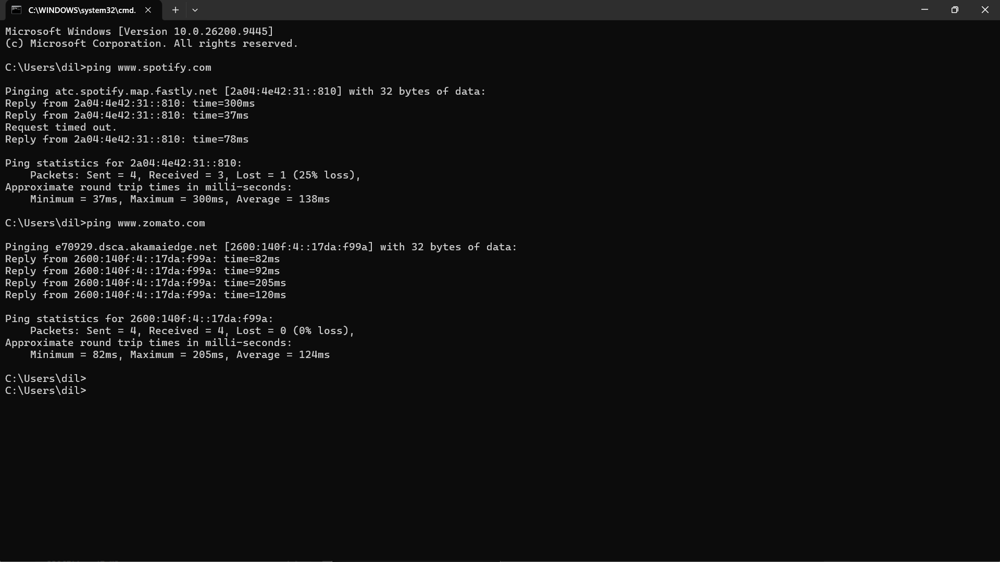 C:\WINDOWS\system32\cmd.
Microsoft Windows [Version 10.0.26200.9445]
(c) Microsoft Corporation. All rights reserved.
C:\Users\dil>ping www.spotify.com
Pinging atc.spotify.map.fastly.net [2a04:4e42:31::810] with 32 bytes of data:
Reply from 2a04:4e42:31::810: time=300ms
Reply from 2a04:4e42:31::810: time=37ms
Request timed out.
Reply from 2a04:4e42:31::810: time=78ms
Ping statistics for 2a04:4e42:31::810:
    Packets: Sent = 4, Received = 3, Lost = 1 (25% loss),
Approximate round trip times in milli-seconds:
    Minimum = 37ms, Maximum = 300ms, Average = 138ms
C:\Users\dil>ping www.zomato.com
Pinging e70929.dsca.akamaiedge.net [2600:140f:4::17da:f99a] with 32 bytes of data:
Reply from 2600:140f:4::17da:f99a: time=82ms
Reply from 2600:140f:4::17da:f99a: time=92ms
Reply from 2600:140f:4::17da:f99a: time=205ms
Reply from 2600:140f:4::17da:f99a: time=120ms
Ping statistics for 2600:140f:4::17da:f99a:
    Packets: Sent = 4, Received = 4, Lost = 0 (0% loss),
Approximate round trip times in milli-seconds:
    Minimum = 82ms, Maximum = 205ms, Average = 124ms
C:\Users\dil>
C:\Users\dil>